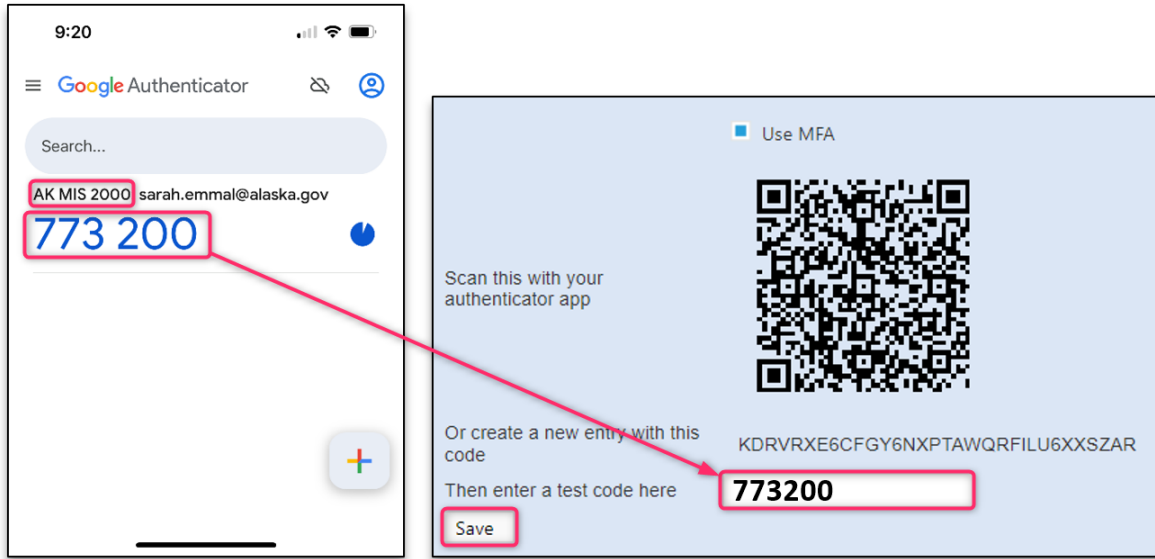 9:20
Google Authenticator
Search...
AK MIS 2000 sarah.emmal@alaska.gov
773 200
Use MFA
Scan this with your
authenticator app
Or create a new entry with this
code
KDRVRXE6CFGY6NXPTAWQRFILU6XXSZAR
Then enter a test code here
773200
Save